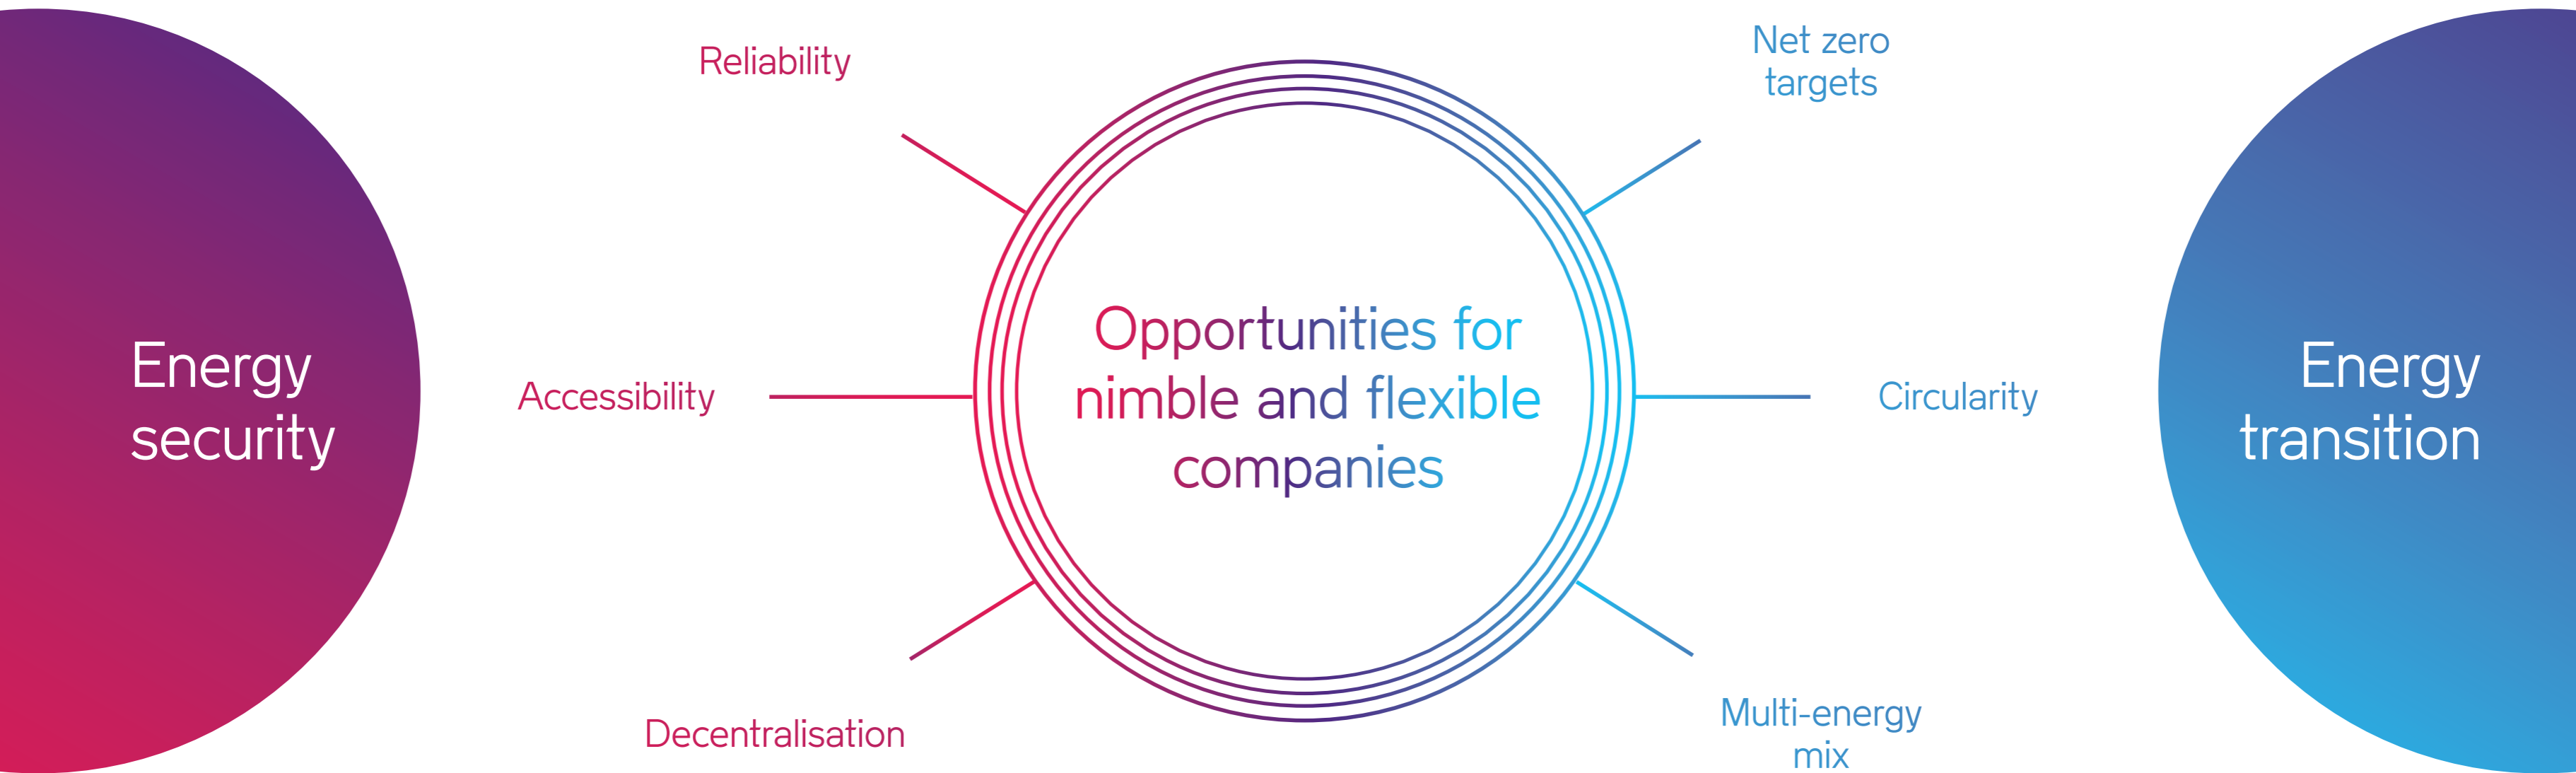 Energy
security
Reliability
Accessibility
Decentralisation
Opportunities for
nimble and flexible
companies
Net zero
targets
Circularity
Multi-energy
mix
Energy
transition